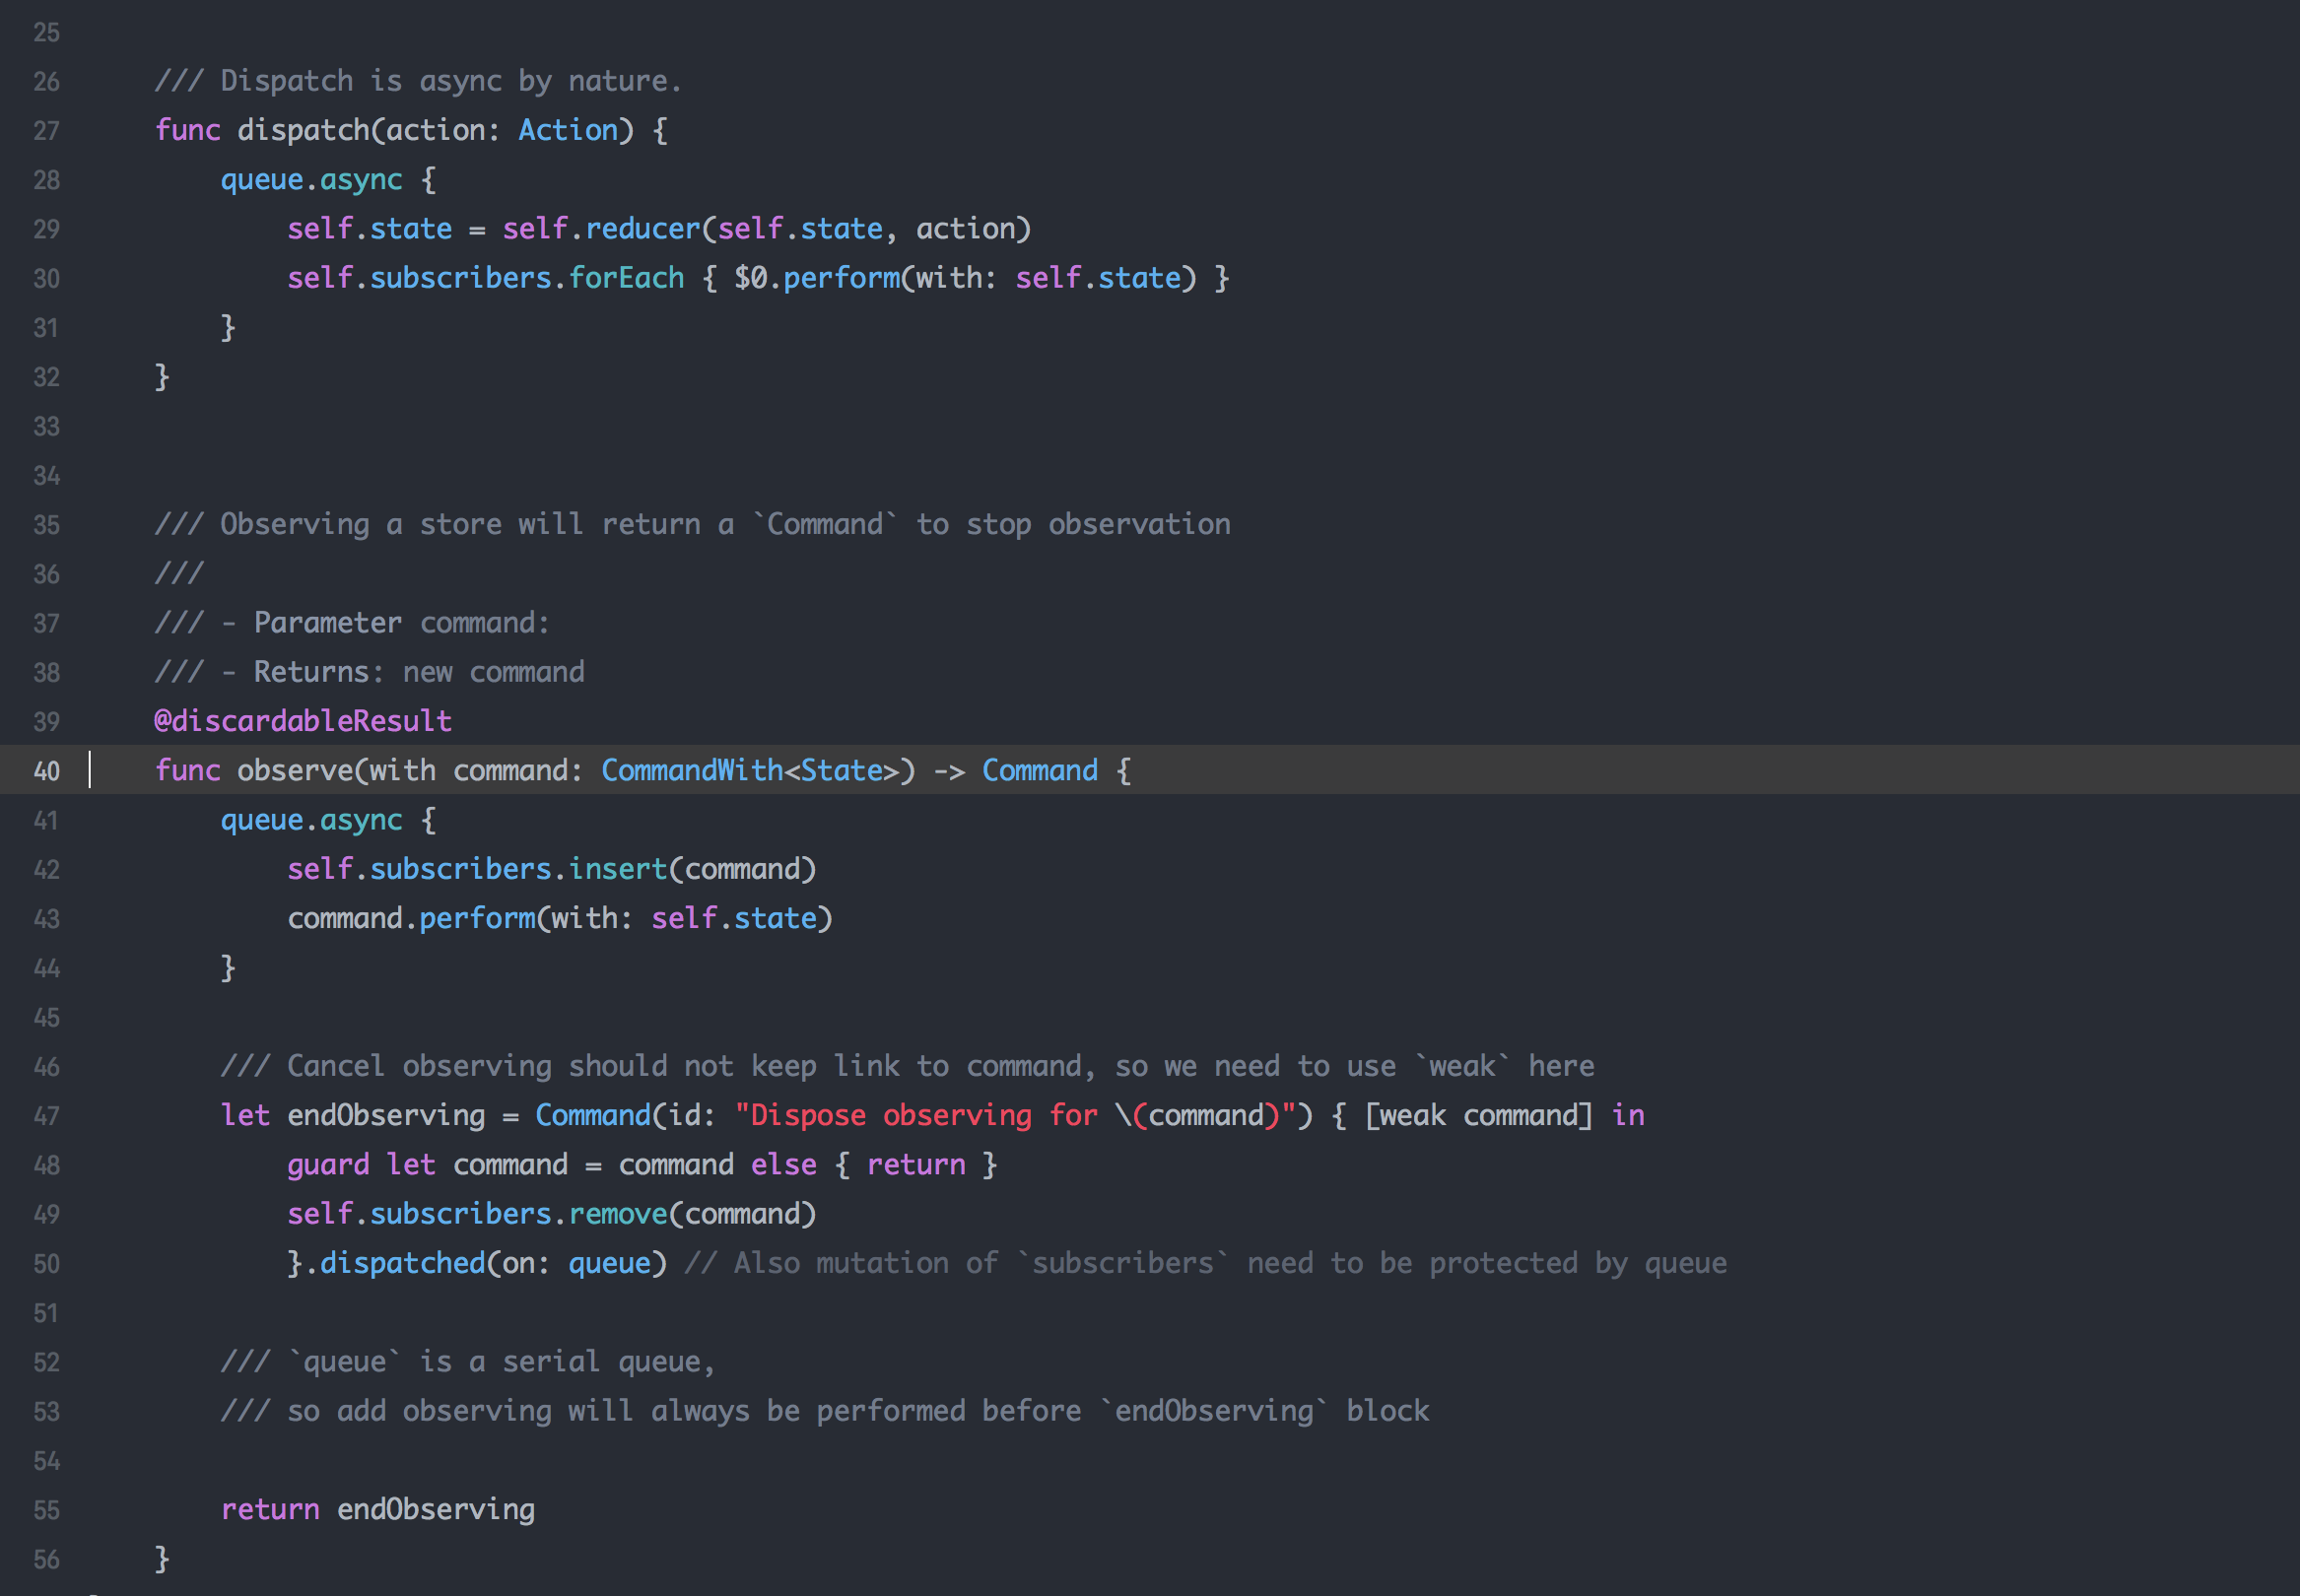 25
26 /// Dispatch is async by nature.
27 func dispatch(action: Action) {
28 queue.async {
29 self.state = self.reducer(self.state, action)
30 self.subscribers.forEach { $0.perform(with: self.state) }
31 }
32 }
33
34
35 /// Observing a store will return a `Command` to stop observation
36 ///
37 /// - Parameter command:
38 /// - Returns: new command
39 @discardableResult
40 func observe(with command: CommandWith<State>) -> Command {
41 queue.async {
42 self.subscribers.insert(command)
43 command.perform(with: self.state)
44 }
45
46 /// Cancel observing should not keep link to command, so we need to use `weak` here
47 let endObserving = Command(id: "Dispose observing for \(command)") { [weak command] in
48 guard let command = command else { return }
49 self.subscribers.remove(command)
50 }.dispatched(on: queue) // Also mutation of `subscribers` need to be protected by queue
51
52 /// `queue` is a serial queue,
53 /// so add observing will always be performed before `endObserving` block
54
55 return endObserving
56 }